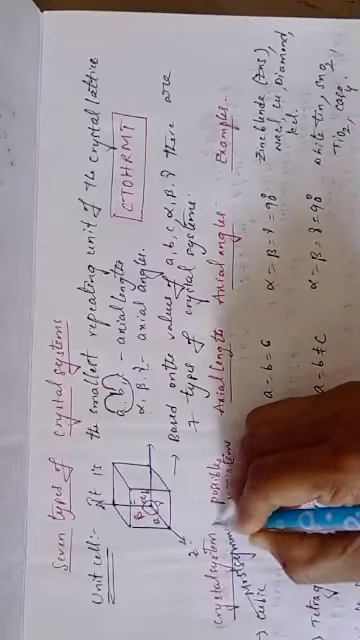 Seven types of crystal systems
Unit cell:- It is the smallest repeating unit of the crystal lattice
a, b, c - axial lengths
α, β, γ - axial angles.
CTOHRMT
→ Based on the values of a, b, c α, β, γ there are
7 - types of crystal systems.
Crystal system possible Axial lengths Axial angles Examples -
cubic a = b = c α = β = γ = 90 Zinc blende (Zns),
Nacl, Cu, Diamond,
Kcl.
Tetrag a = b ≠ c α = β = γ = 90 White tin, SnO2,
TiO2, CaSO4.